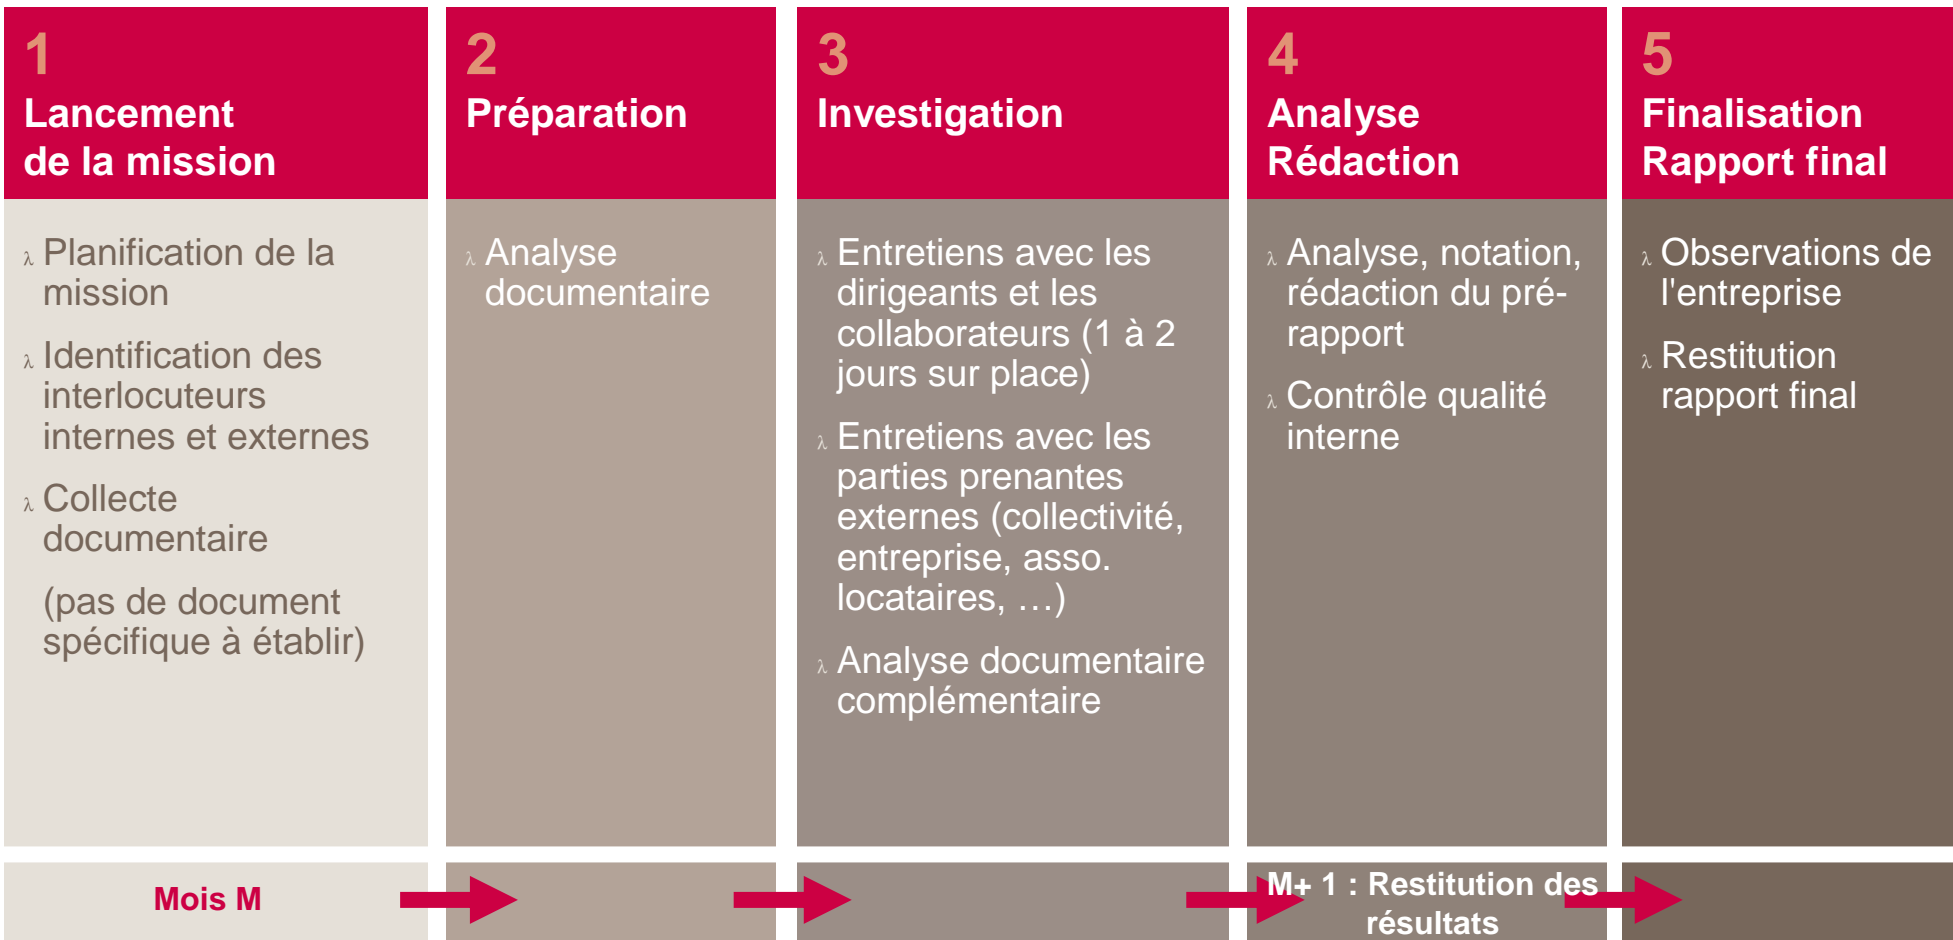 1
Lancement
de la mission
λ Planification de la
mission
λ Identification des
interlocuteurs
internes et externes
λ Collecte
documentaire
(pas de document
spécifique à établir)
Mois M
2
Préparation
λ Analyse
documentaire
3
Investigation
λ Entretiens avec les
dirigeants et les
collaborateurs (1 à 2
jours sur place)
λ Entretiens avec les
parties prenantes
externes (collectivité,
entreprise, asso.
locataires, …)
λ Analyse documentaire
complémentaire
4
Analyse
Rédaction
λ Analyse, notation,
rédaction du pré-
rapport
λ Contrôle qualité
interne
M+ 1 : Restitution des
résultats
5
Finalisation
Rapport final
λ Observations de
l'entreprise
λ Restitution
rapport final